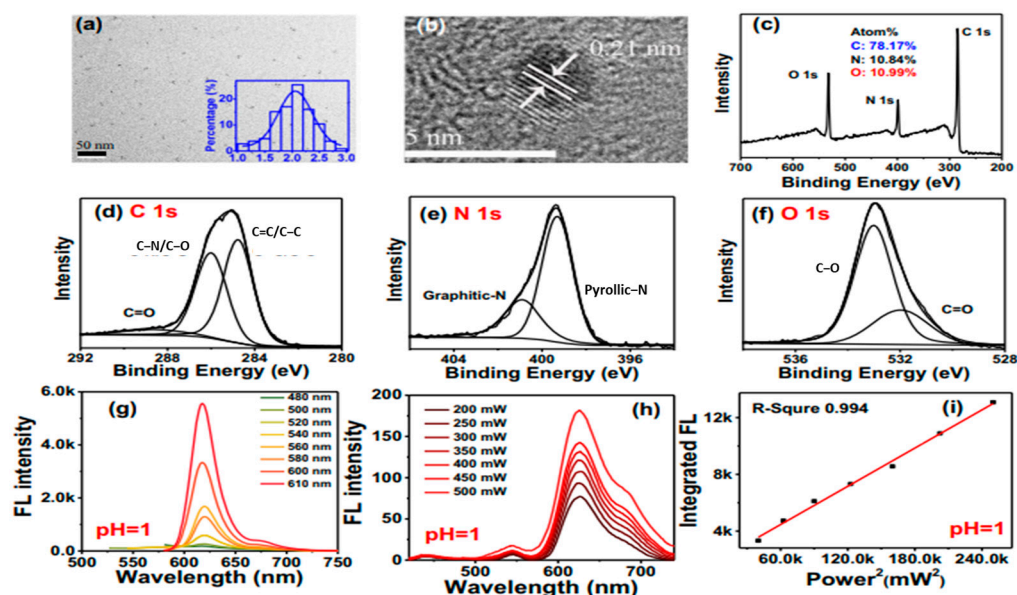 (a)
50 nm
Percentage (%)
20
10
0
1.0 1.5 2.0 2.5 3.0
(b)
0.21 nm
5 nm
(c)
Atom%
C: 78.17%
N: 10.84%
O: 10.99%
C 1s
O 1s
N 1s
Intensity
700 600 500 400 300 200
Binding Energy (eV)
(d) C 1s
C–N/C–O
C=C/C–C
C=O
Intensity
292 288 284 280
Binding Energy (eV)
(e) N 1s
Graphitic-N
Pyrollic–N
Intensity
404 400 396
Binding Energy (eV)
(f) O 1s
C–O
C=O
Intensity
536 532 528
Binding Energy (eV)
(g)
480 nm
500 nm
520 nm
540 nm
560 nm
580 nm
600 nm
610 nm
pH=1
FL intensity
6.0k
4.0k
2.0k
0.0
500 550 600 650 700 750
Wavelength (nm)
(h)
200 mW
250 mW
300 mW
350 mW
400 mW
450 mW
500 mW
pH=1
FL intensity
200
175
150
125
100
75
50
25
0
500 600 700
Wavelength (nm)
R-Squre 0.994
(i)
pH=1
Integrated FL
12k
8k
4k
60.0k 120.0k 180.0k 240.0k
Power²(mW²)